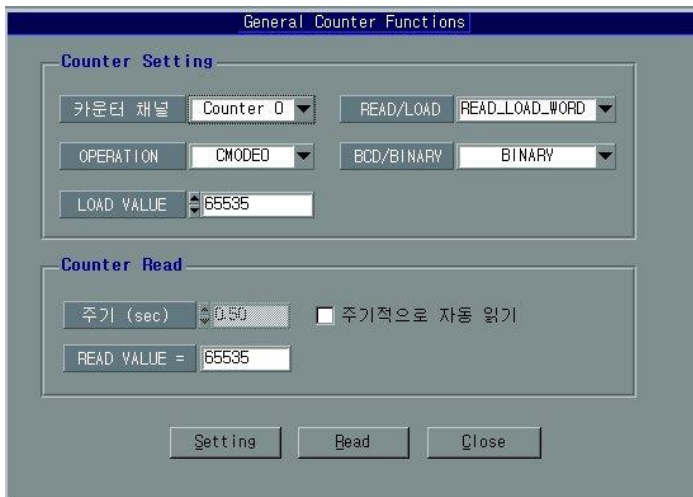 General Counter Functions
Counter Setting
카운터 채널 Counter 0 READ/LOAD READ_LOAD_WORD
OPERATION CMODE0 BCD/BINARY BINARY
LOAD VALUE 65535
Counter Read
주기 (sec) 0.50 주기적으로 자동 읽기
READ VALUE = 65535
Setting Read Close